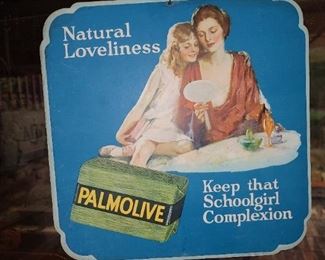 Natural
Loveliness
PALMOLIVE
Keep that
Schoolgirl
Complexion